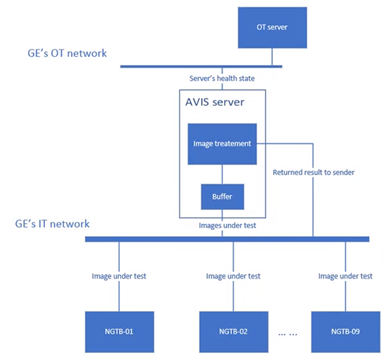 OT server
GE's OT network
Server's health state
AVIS server
Image treatement
Returned result to sender
Buffer
Images under test
GE's IT network
Image under test
Image under test
Image under test
NGTB-01
NGTB-02
... ...
NGTB-09